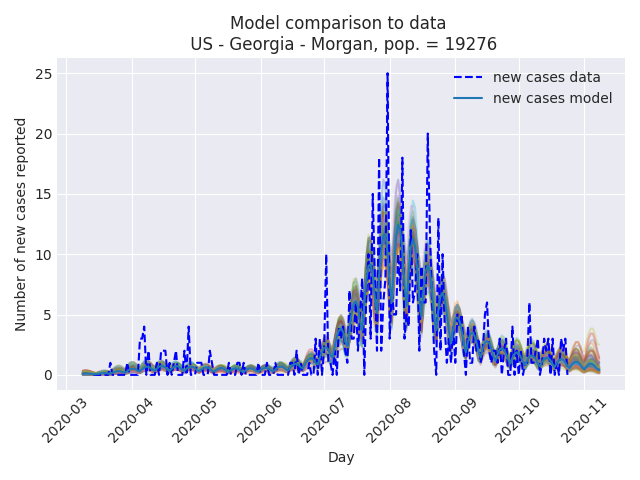 Model comparison to data
US - Georgia - Morgan, pop. = 19276
new cases data
new cases model
Number of new cases reported
25
20
15
10
5
0
2020-03
2020-04
2020-05
2020-06
2020-07
2020-08
2020-09
2020-10
2020-11
Day